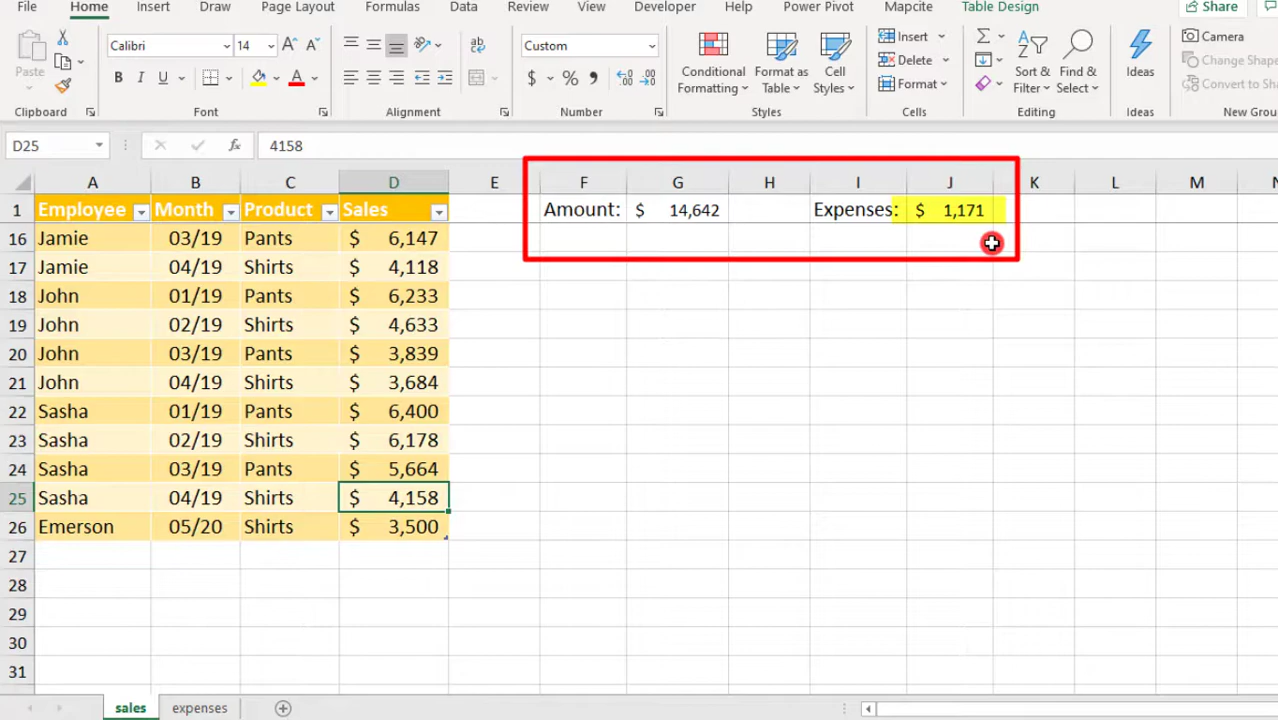 File Home Insert Draw Page Layout Formulas Data Review View Developer Help Power Pivot Mapcite Table Design Share
Calibri 14 Custom Insert Camera
Paste Conditional Formatting Format as Table Cell Styles Delete Sort & Filter Find & Select Ideas Change Shape
B I U $ % Format Convert to Sh
Clipboard Font Alignment Number Styles Cells Editing Ideas New Grou
D25 fx 4158
A B C D E F G H I J K L M N
1 Employee Month Product Sales Amount: $ 14,642 Expenses: $ 1,171
16 Jamie 03/19 Pants $ 6,147
17 Jamie 04/19 Shirts $ 4,118
18 John 01/19 Pants $ 6,233
19 John 02/19 Shirts $ 4,633
20 John 03/19 Pants $ 3,839
21 John 04/19 Shirts $ 3,684
22 Sasha 01/19 Pants $ 6,400
23 Sasha 02/19 Shirts $ 6,178
24 Sasha 03/19 Pants $ 5,664
25 Sasha 04/19 Shirts $ 4,158
26 Emerson 05/20 Shirts $ 3,500
27
28
29
30
31
sales expenses